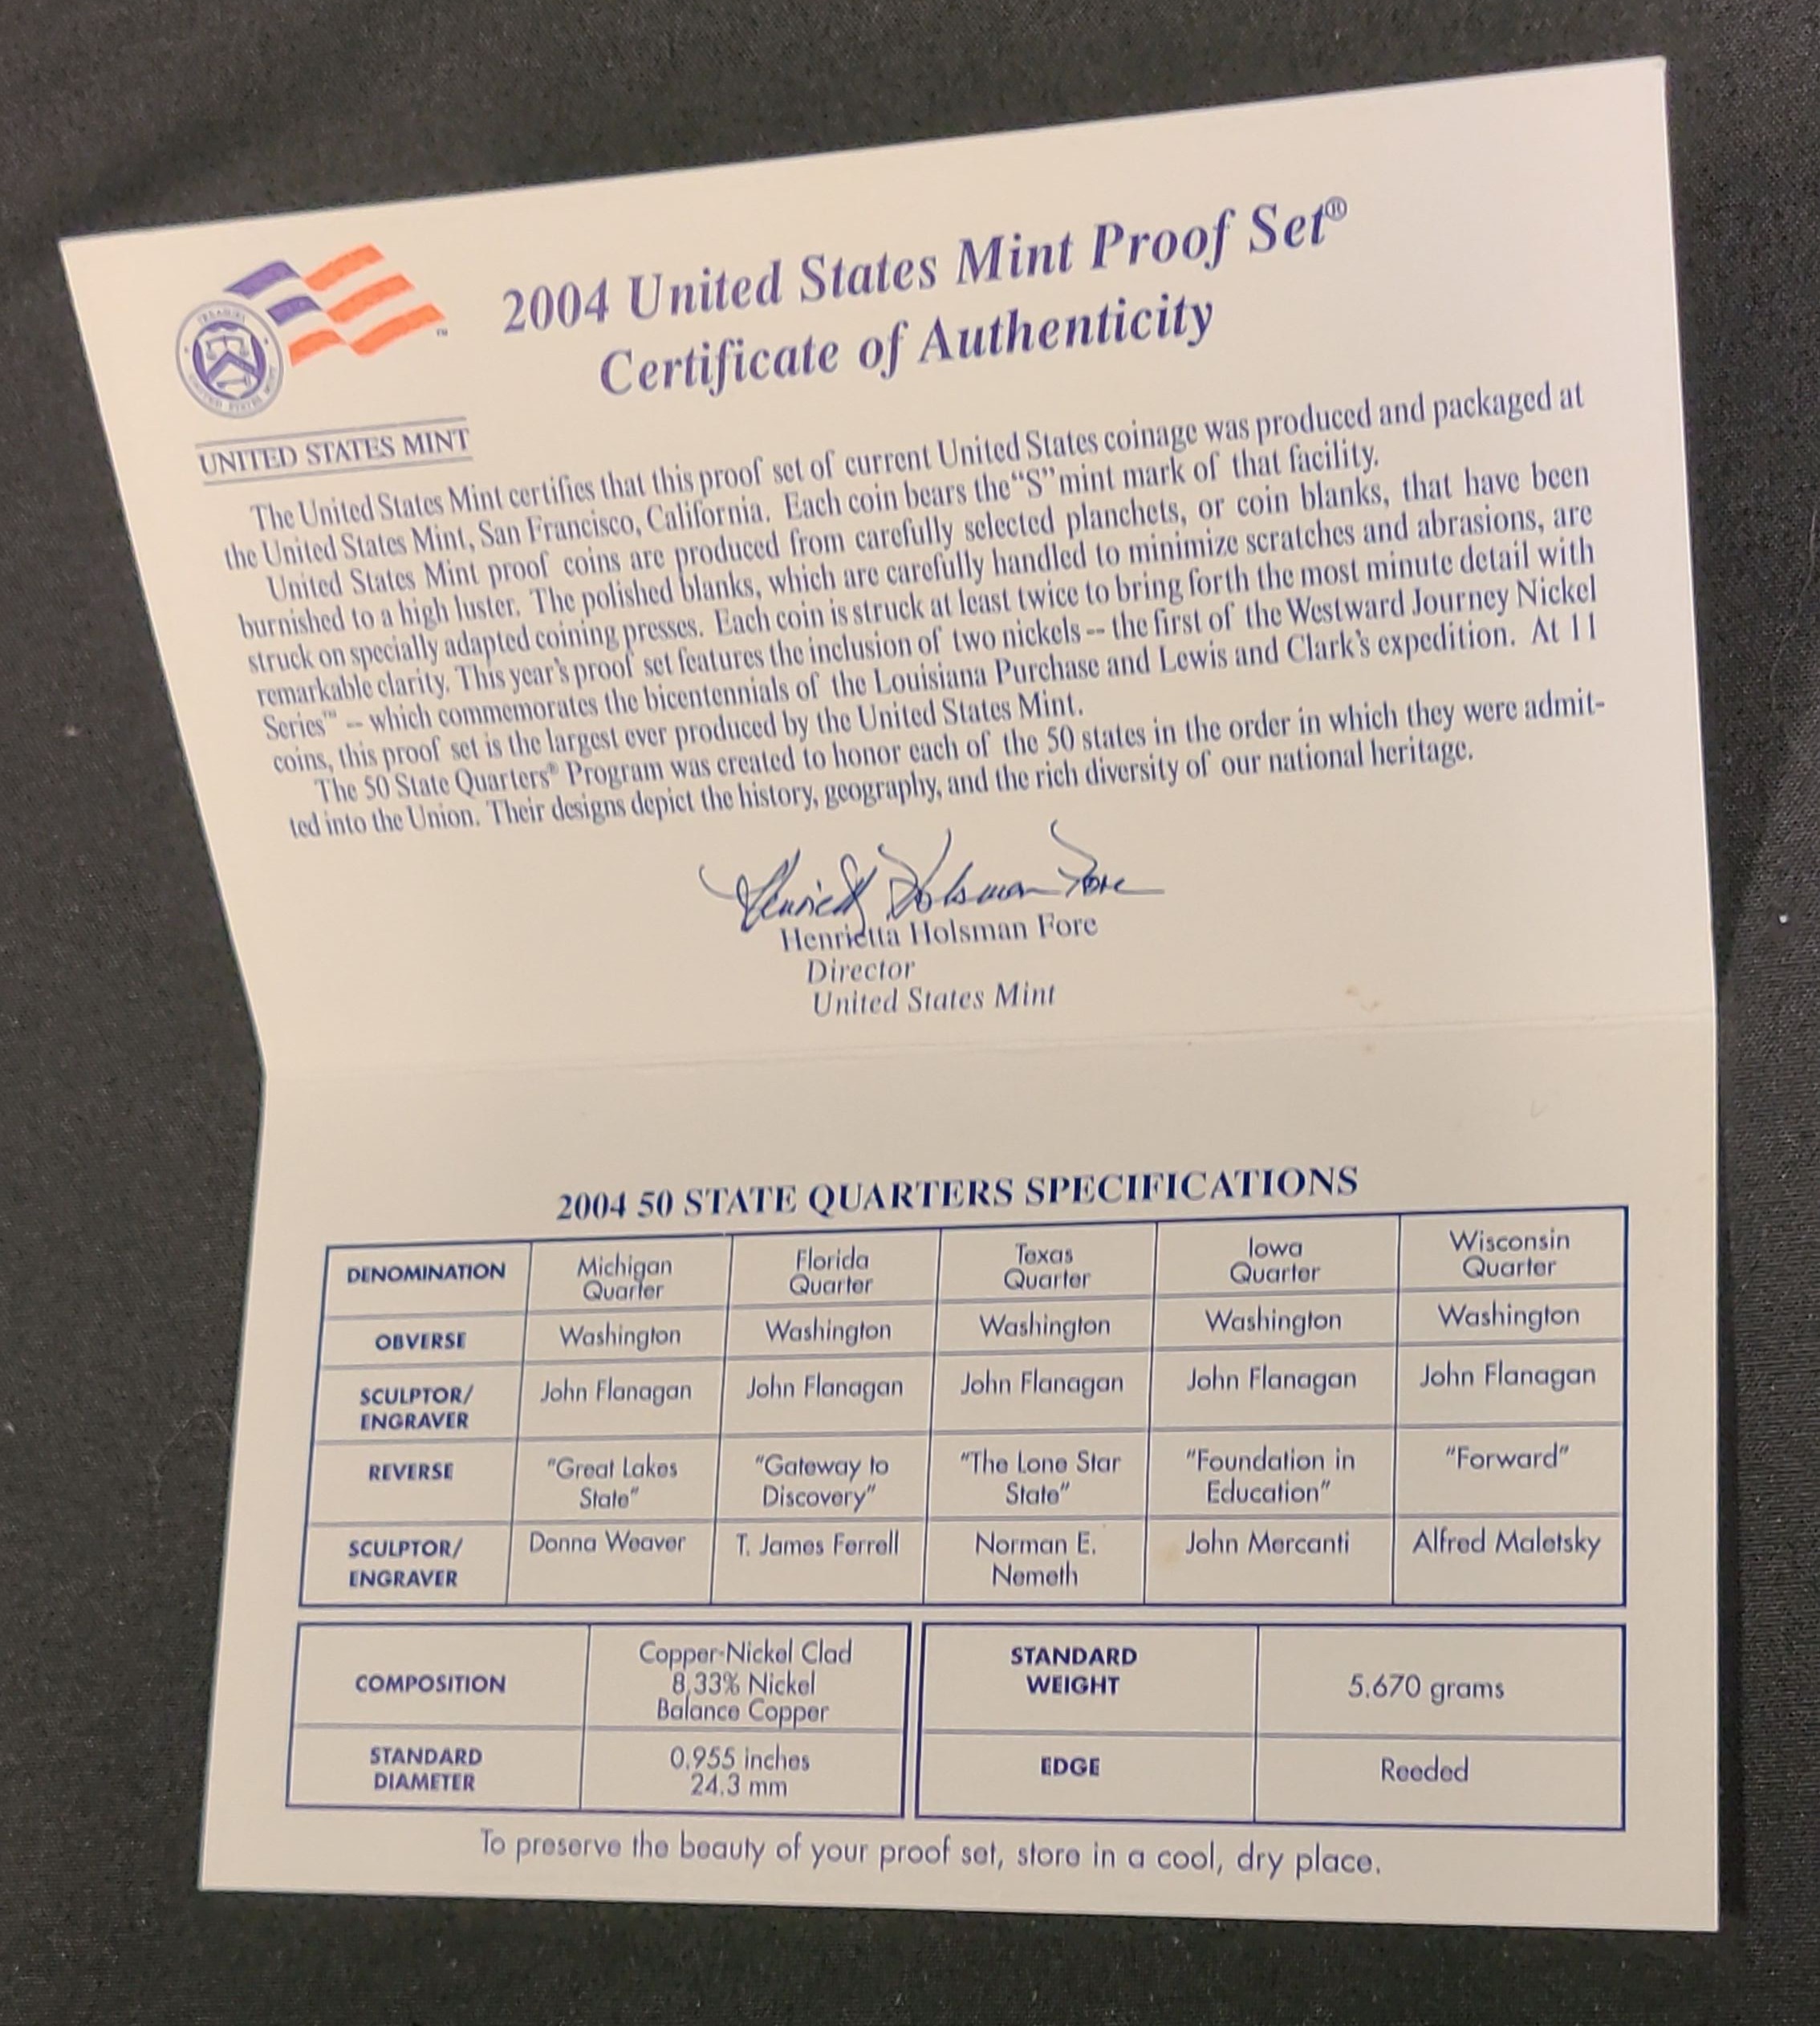 2004 United States Mint Proof Set®
Certificate of Authenticity
TREASURY
UNITED STATES MINT
™
UNITED STATES MINT
The United States Mint certifies that this proof set of current United States coinage was produced and packaged at
the United States Mint, San Francisco, California. Each coin bears the "S" mint mark of that facility.
United States Mint proof coins are produced from carefully selected planchets, or coin blanks, that have been
burnished to a high luster. The polished blanks, which are carefully handled to minimize scratches and abrasions, are
struck on specially adapted coining presses. Each coin is struck at least twice to bring forth the most minute detail with
remarkable clarity. This year's proof set features the inclusion of two nickels -- the first of the Westward Journey Nickel
Series™ -- which commemorates the bicentennials of the Louisiana Purchase and Lewis and Clark's expedition. At 11
coins, this proof set is the largest ever produced by the United States Mint.
The 50 State Quarters® Program was created to honor each of the 50 states in the order in which they were admit-
ted into the Union. Their designs depict the history, geography, and the rich diversity of our national heritage.
Henrietta Holsman Fore
Henrietta Holsman Fore
Director
United States Mint
2004 50 STATE QUARTERS SPECIFICATIONS
DENOMINATION Michigan Quarter Florida Quarter Texas Quarter Iowa Quarter Wisconsin Quarter
OBVERSE Washington Washington Washington Washington Washington
SCULPTOR/ ENGRAVER John Flanagan John Flanagan John Flanagan John Flanagan John Flanagan
REVERSE "Great Lakes State" "Gateway to Discovery" "The Lone Star State" "Foundation in Education" "Forward"
SCULPTOR/ ENGRAVER Donna Weaver T. James Ferrell Norman E. Nemeth John Mercanti Alfred Maletsky
COMPOSITION Copper-Nickel Clad 8.33% Nickel Balance Copper
STANDARD DIAMETER 0.955 inches 24.3 mm
STANDARD WEIGHT 5.670 grams
EDGE Reeded
To preserve the beauty of your proof set, store in a cool, dry place.